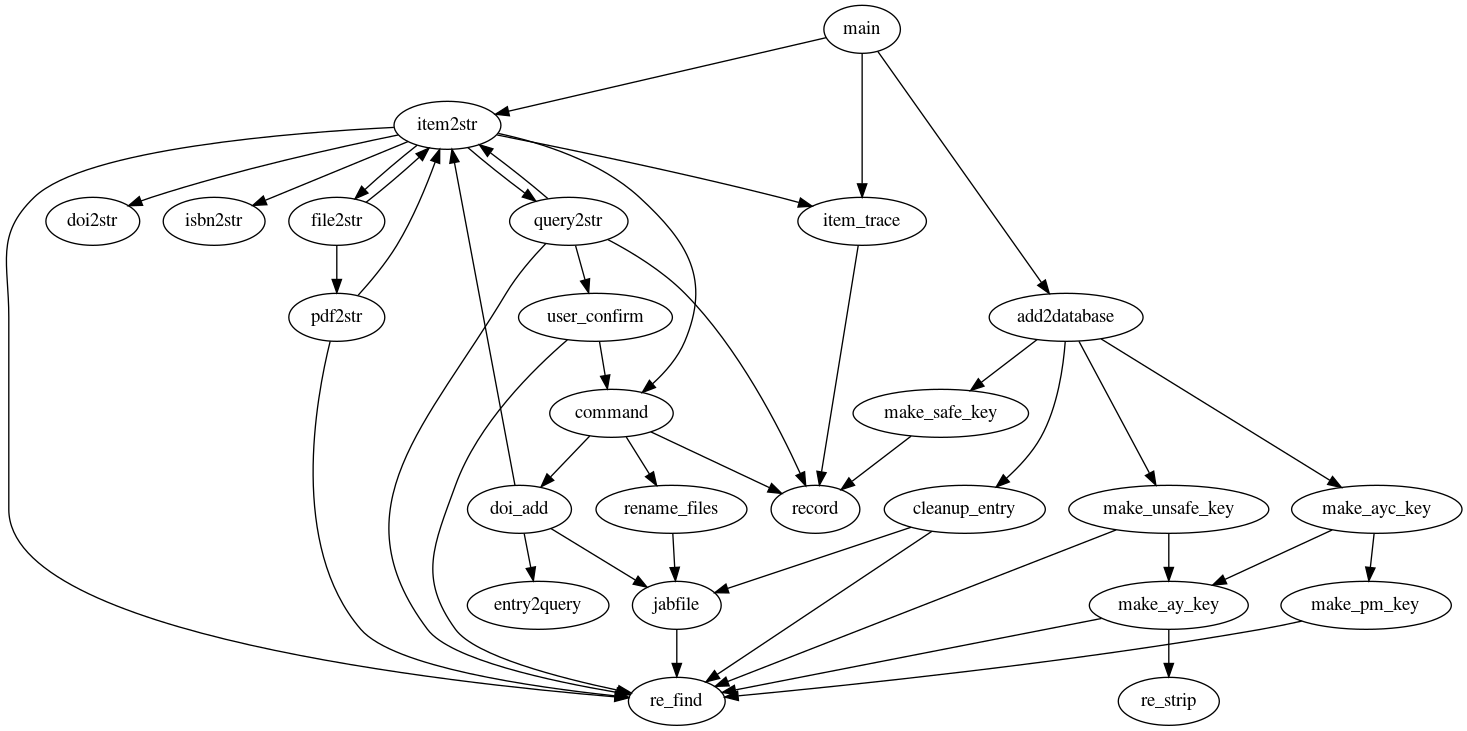 main
item2str
doi2str
isbn2str
file2str
query2str
item_trace
pdf2str
user_confirm
add2database
command
make_safe_key
doi_add
rename_files
record
cleanup_entry
make_unsafe_key
make_ayc_key
entry2query
jabfile
make_ay_key
make_pm_key
re_find
re_strip